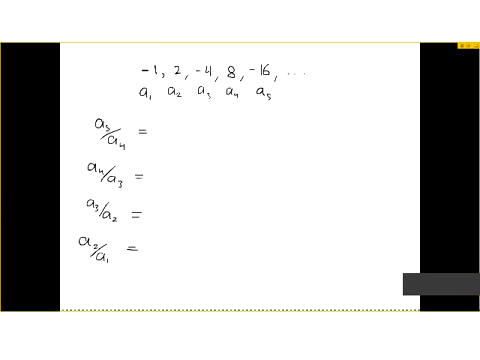 -1, 2, -4, 8, -16, ...
a₁ a₂ a₃ a₄ a₅
a₅/a₄ =
a₄/a₃ =
a₃/a₂ =
a₂/a₁ =